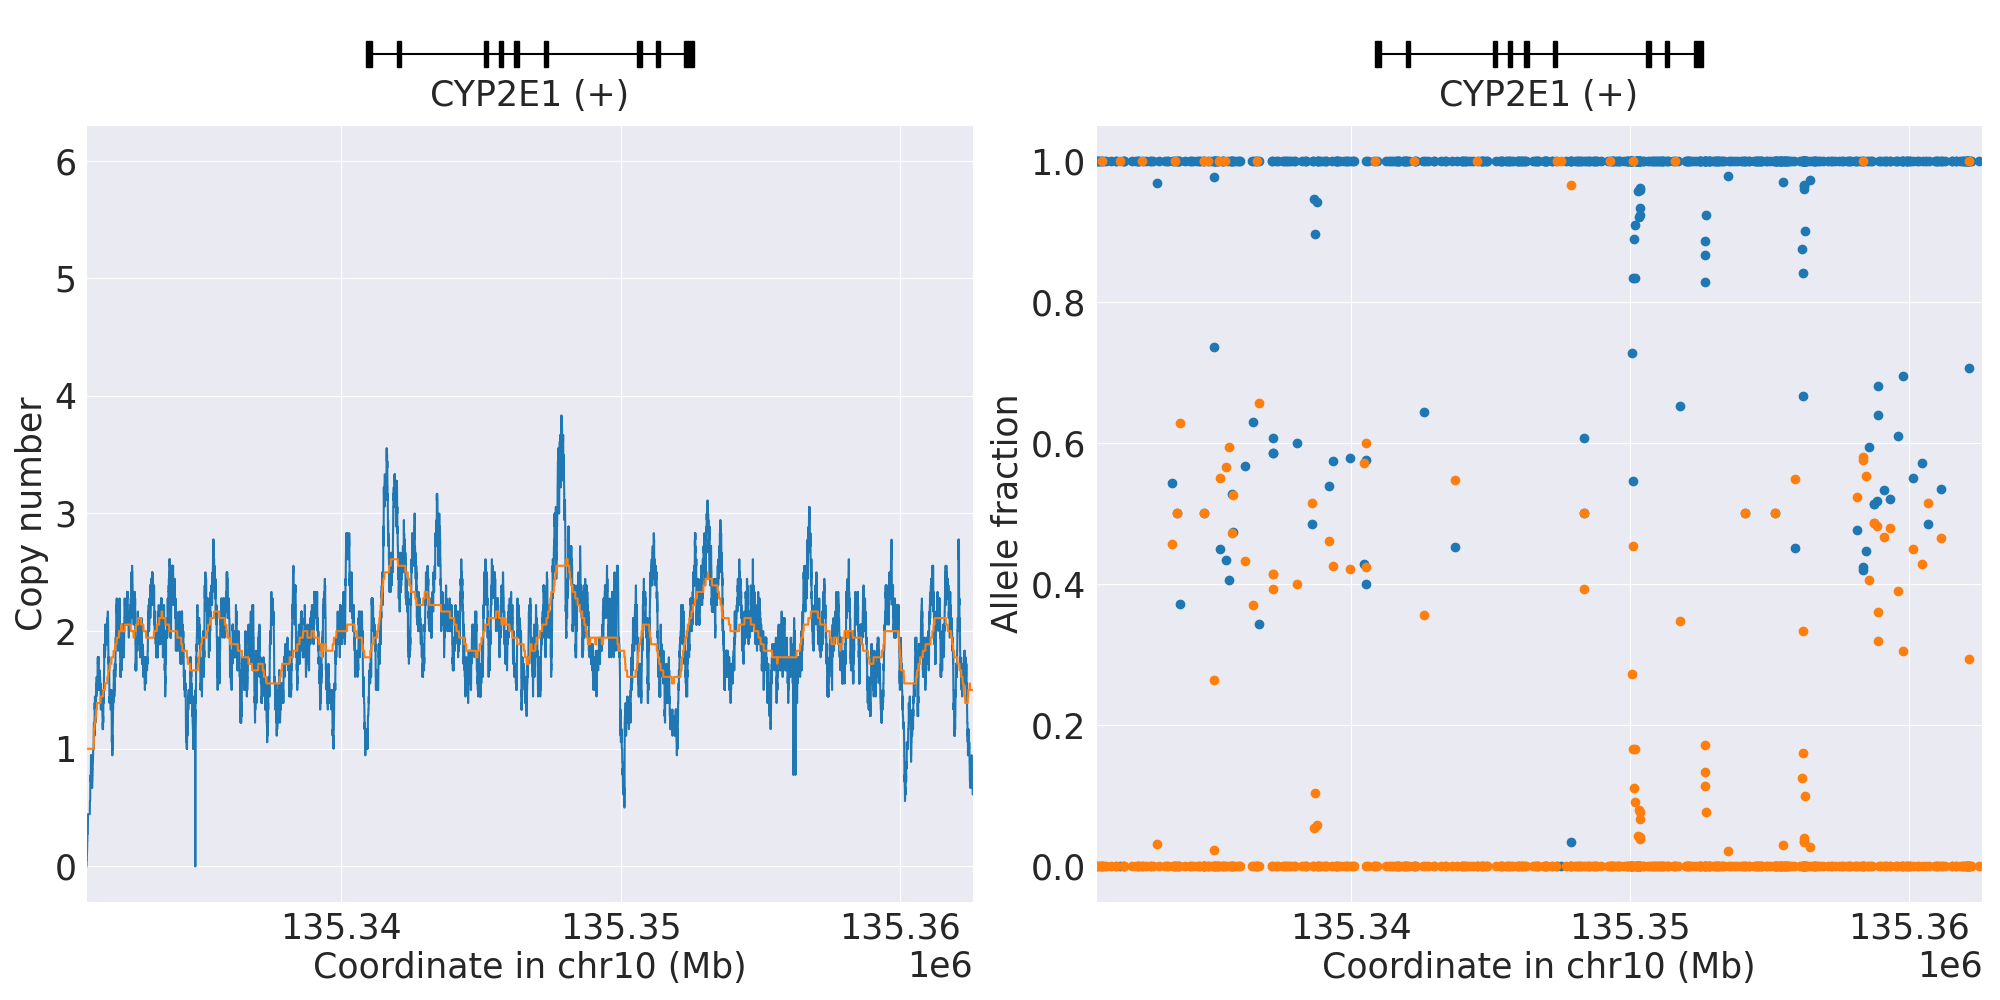 CYP2E1 (+)
6
5
4
3
2
1
0
Copy number
135.34 135.35 135.36
Coordinate in chr10 (Mb)
1e6
CYP2E1 (+)
1.0
0.8
0.6
0.4
0.2
0.0
Allele fraction
135.34 135.35 135.36
Coordinate in chr10 (Mb)
1e6